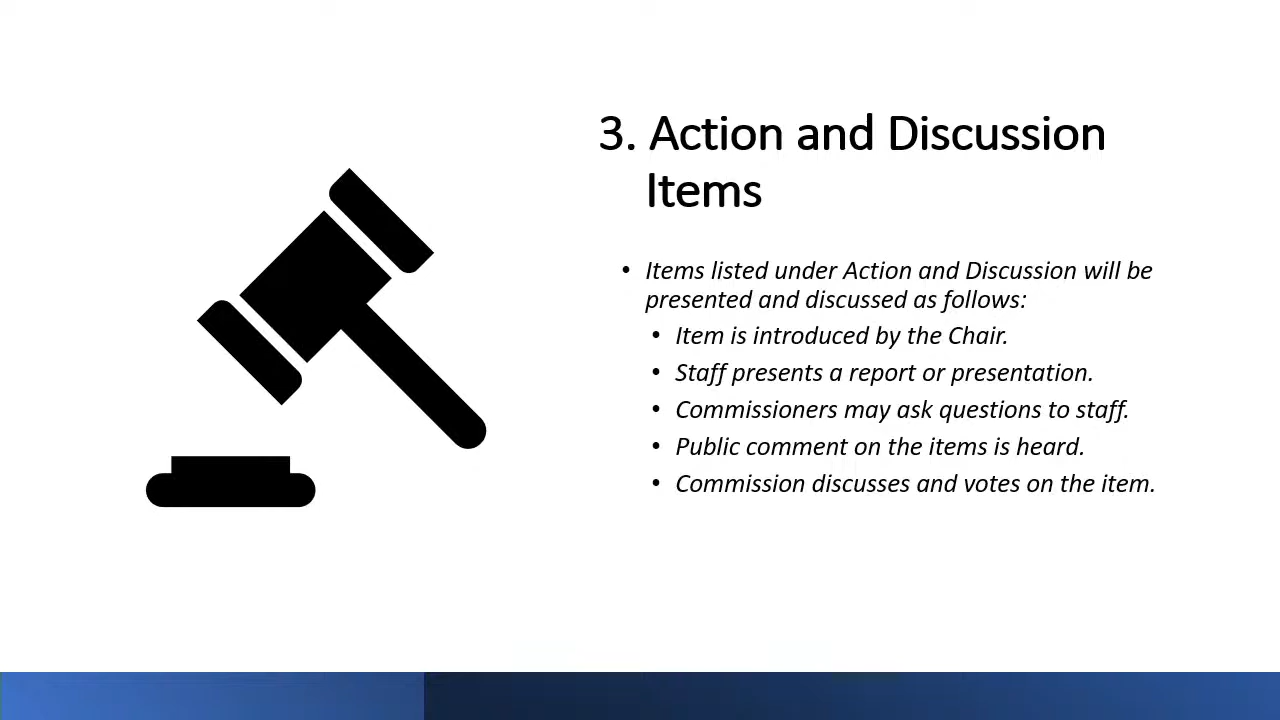 3. Action and Discussion
Items
• Items listed under Action and Discussion will be
presented and discussed as follows:
• Item is introduced by the Chair.
• Staff presents a report or presentation.
• Commissioners may ask questions to staff.
• Public comment on the items is heard.
• Commission discusses and votes on the item.